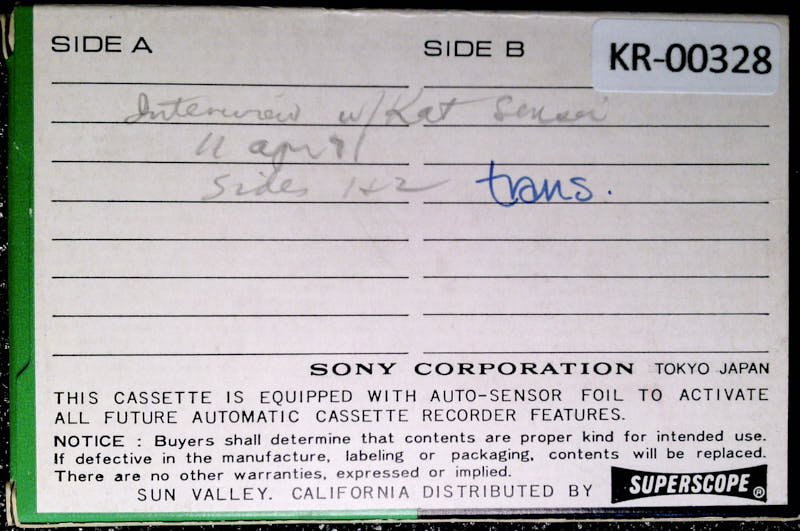 SIDE A
SIDE B
KR-00328
Interview w/Kat Sensei
11 apr 71
Sides 1&2
trans.
SONY CORPORATION TOKYO JAPAN
THIS CASSETTE IS EQUIPPED WITH AUTO-SENSOR FOIL TO ACTIVATE
ALL FUTURE AUTOMATIC CASSETTE RECORDER FEATURES.
NOTICE : Buyers shall determine that contents are proper kind for intended use.
If defective in the manufacture, labeling or packaging, contents will be replaced.
There are no other warranties, expressed or implied.
SUN VALLEY. CALIFORNIA DISTRIBUTED BY SUPERSCOPE®